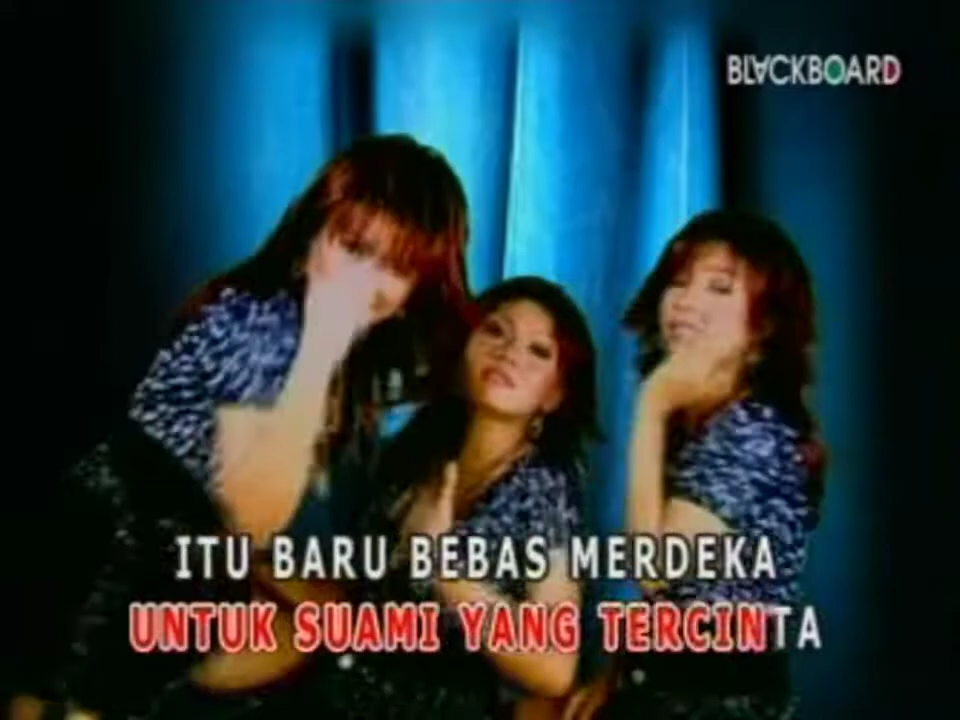 BLACKBOARD
ITU BARU BEBAS MERDEKA
UNTUK SUAMI YANG TERCINTA